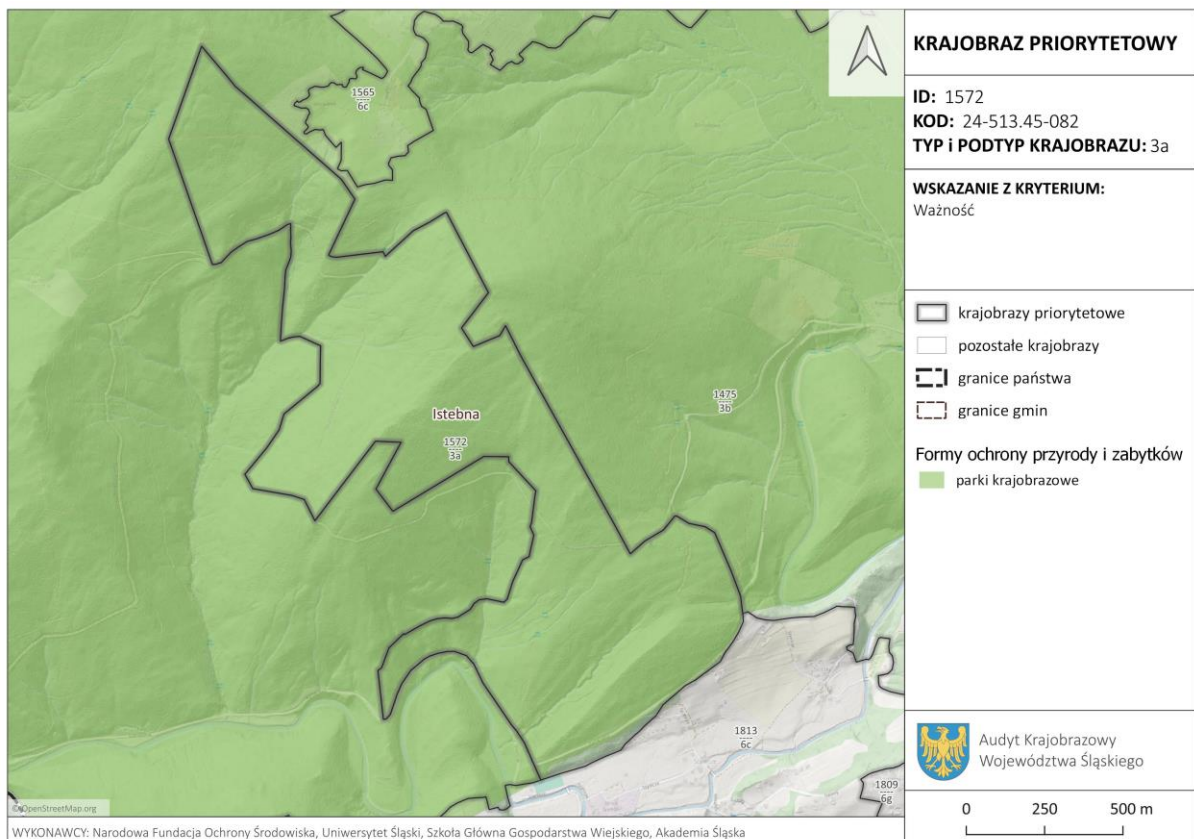 1565
6c
1475
3b
Istebna
1572
3a
1813
6c
1809
6g
© OpenStreetMap.org
WYKONAWCY: Narodowa Fundacja Ochrony Środowiska, Uniwersytet Śląski, Szkoła Główna Gospodarstwa Wiejskiego, Akademia Śląska
KRAJOBRAZ PRIORYTETOWY
ID: 1572
KOD: 24-513.45-082
TYP i PODTYP KRAJOBRAZU: 3a
WSKAZANIE Z KRYTERIUM:
Ważność
krajobrazy priorytetowe
pozostałe krajobrazy
granice państwa
granice gmin
Formy ochrony przyrody i zabytków
parki krajobrazowe
Audyt Krajobrazowy
Województwa Śląskiego
0 250 500 m